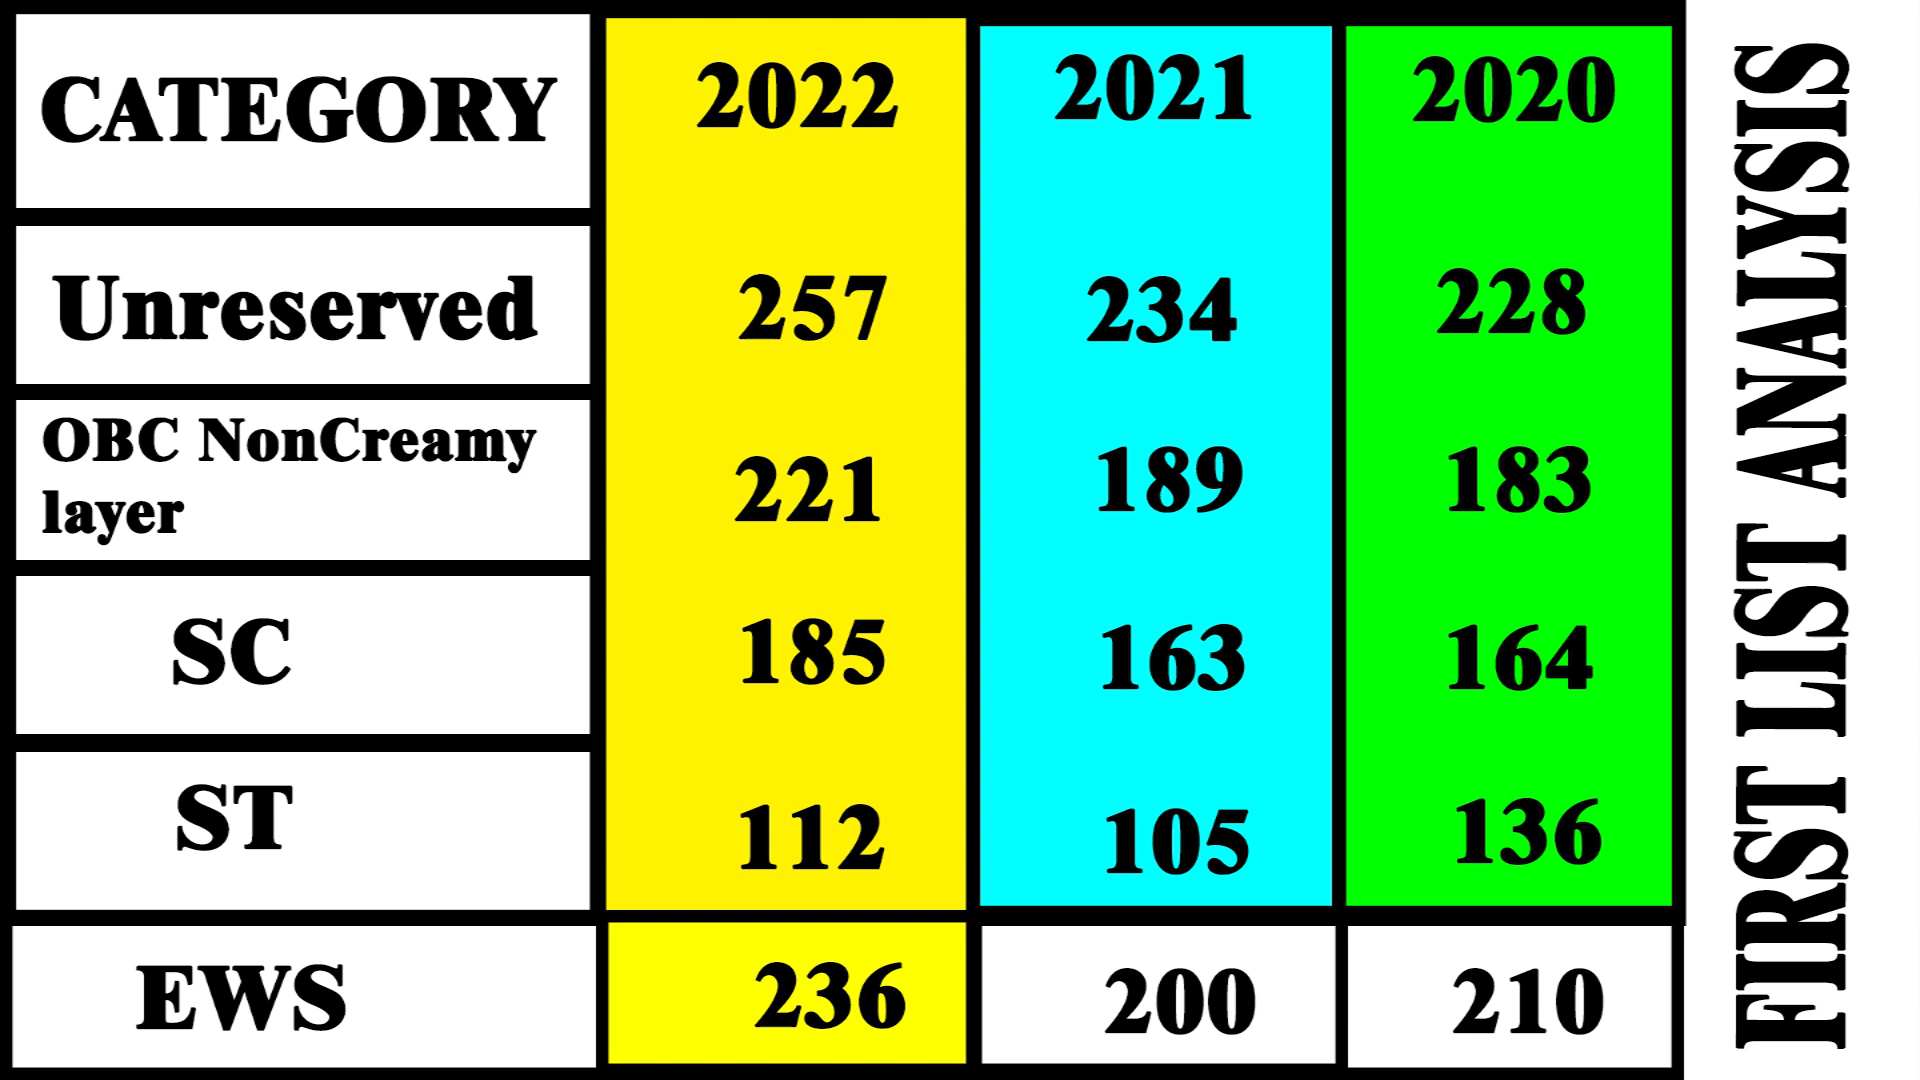 CATEGORY 2022 2021 2020
Unreserved 257 234 228
OBC NonCreamy
layer 221 189 183
SC 185 163 164
ST 112 105 136
EWS 236 200 210
FIRST LIST ANALYSIS